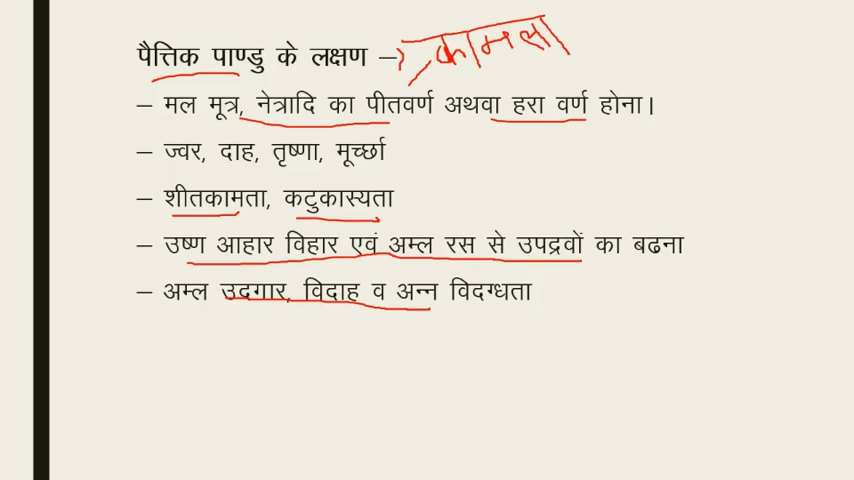 पैत्तिक पाण्डु के लक्षण – कामला
– मल मूत्र, नेत्रादि का पीतवर्ण अथवा हरा वर्ण होना।
– ज्वर, दाह, तृष्णा, मूर्च्छा
– शीतकामता, कटुकास्यता
– उष्ण आहार विहार एवं अम्ल रस से उपद्रवों का बढना
– अम्ल उदगार, विदाह व अन्न विदग्धता